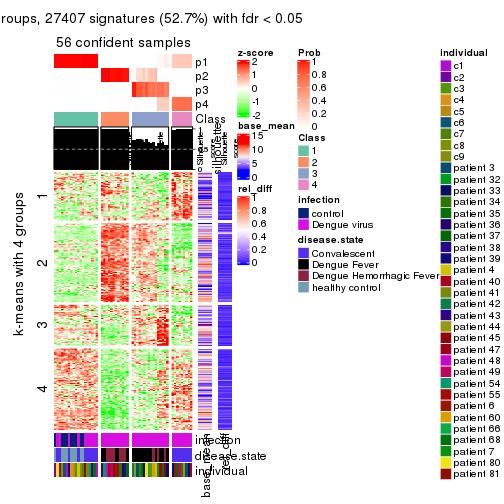 roups, 27407 signatures (52.7%) with fdr < 0.05
56 confident samples
p1
p2
p3
p4
Class
k-means with 4 groups
1
2
3
4
infection
disease.state
individual
base_mean
rel_diff
z-score
2
1
0
-1
-2
base_mean
15
10
5
0
rel_diff
1
0.8
0.6
0.4
0.2
0
Prob
1
0.8
0.6
0.4
0.2
0
Class
1
2
3
4
infection
control
Dengue virus
disease.state
Convalescent
Dengue Fever
Dengue Hemorrhagic Fever
healthy control
individual
c1
c2
c3
c4
c5
c6
c7
c8
c9
patient 3
patient 32
patient 33
patient 34
patient 35
patient 36
patient 37
patient 38
patient 39
patient 4
patient 40
patient 41
patient 42
patient 43
patient 44
patient 45
patient 47
patient 48
patient 49
patient 54
patient 55
patient 6
patient 60
patient 66
patient 68
patient 7
patient 80
patient 81